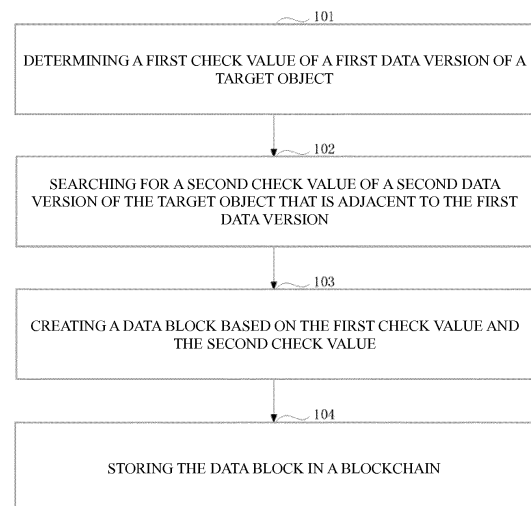 101
DETERMINING A FIRST CHECK VALUE OF A FIRST DATA VERSION OF A
TARGET OBJECT
102
SEARCHING FOR A SECOND CHECK VALUE OF A SECOND DATA
VERSION OF THE TARGET OBJECT THAT IS ADJACENT TO THE FIRST
DATA VERSION
103
CREATING A DATA BLOCK BASED ON THE FIRST CHECK VALUE AND
THE SECOND CHECK VALUE
104
STORING THE DATA BLOCK IN A BLOCKCHAIN